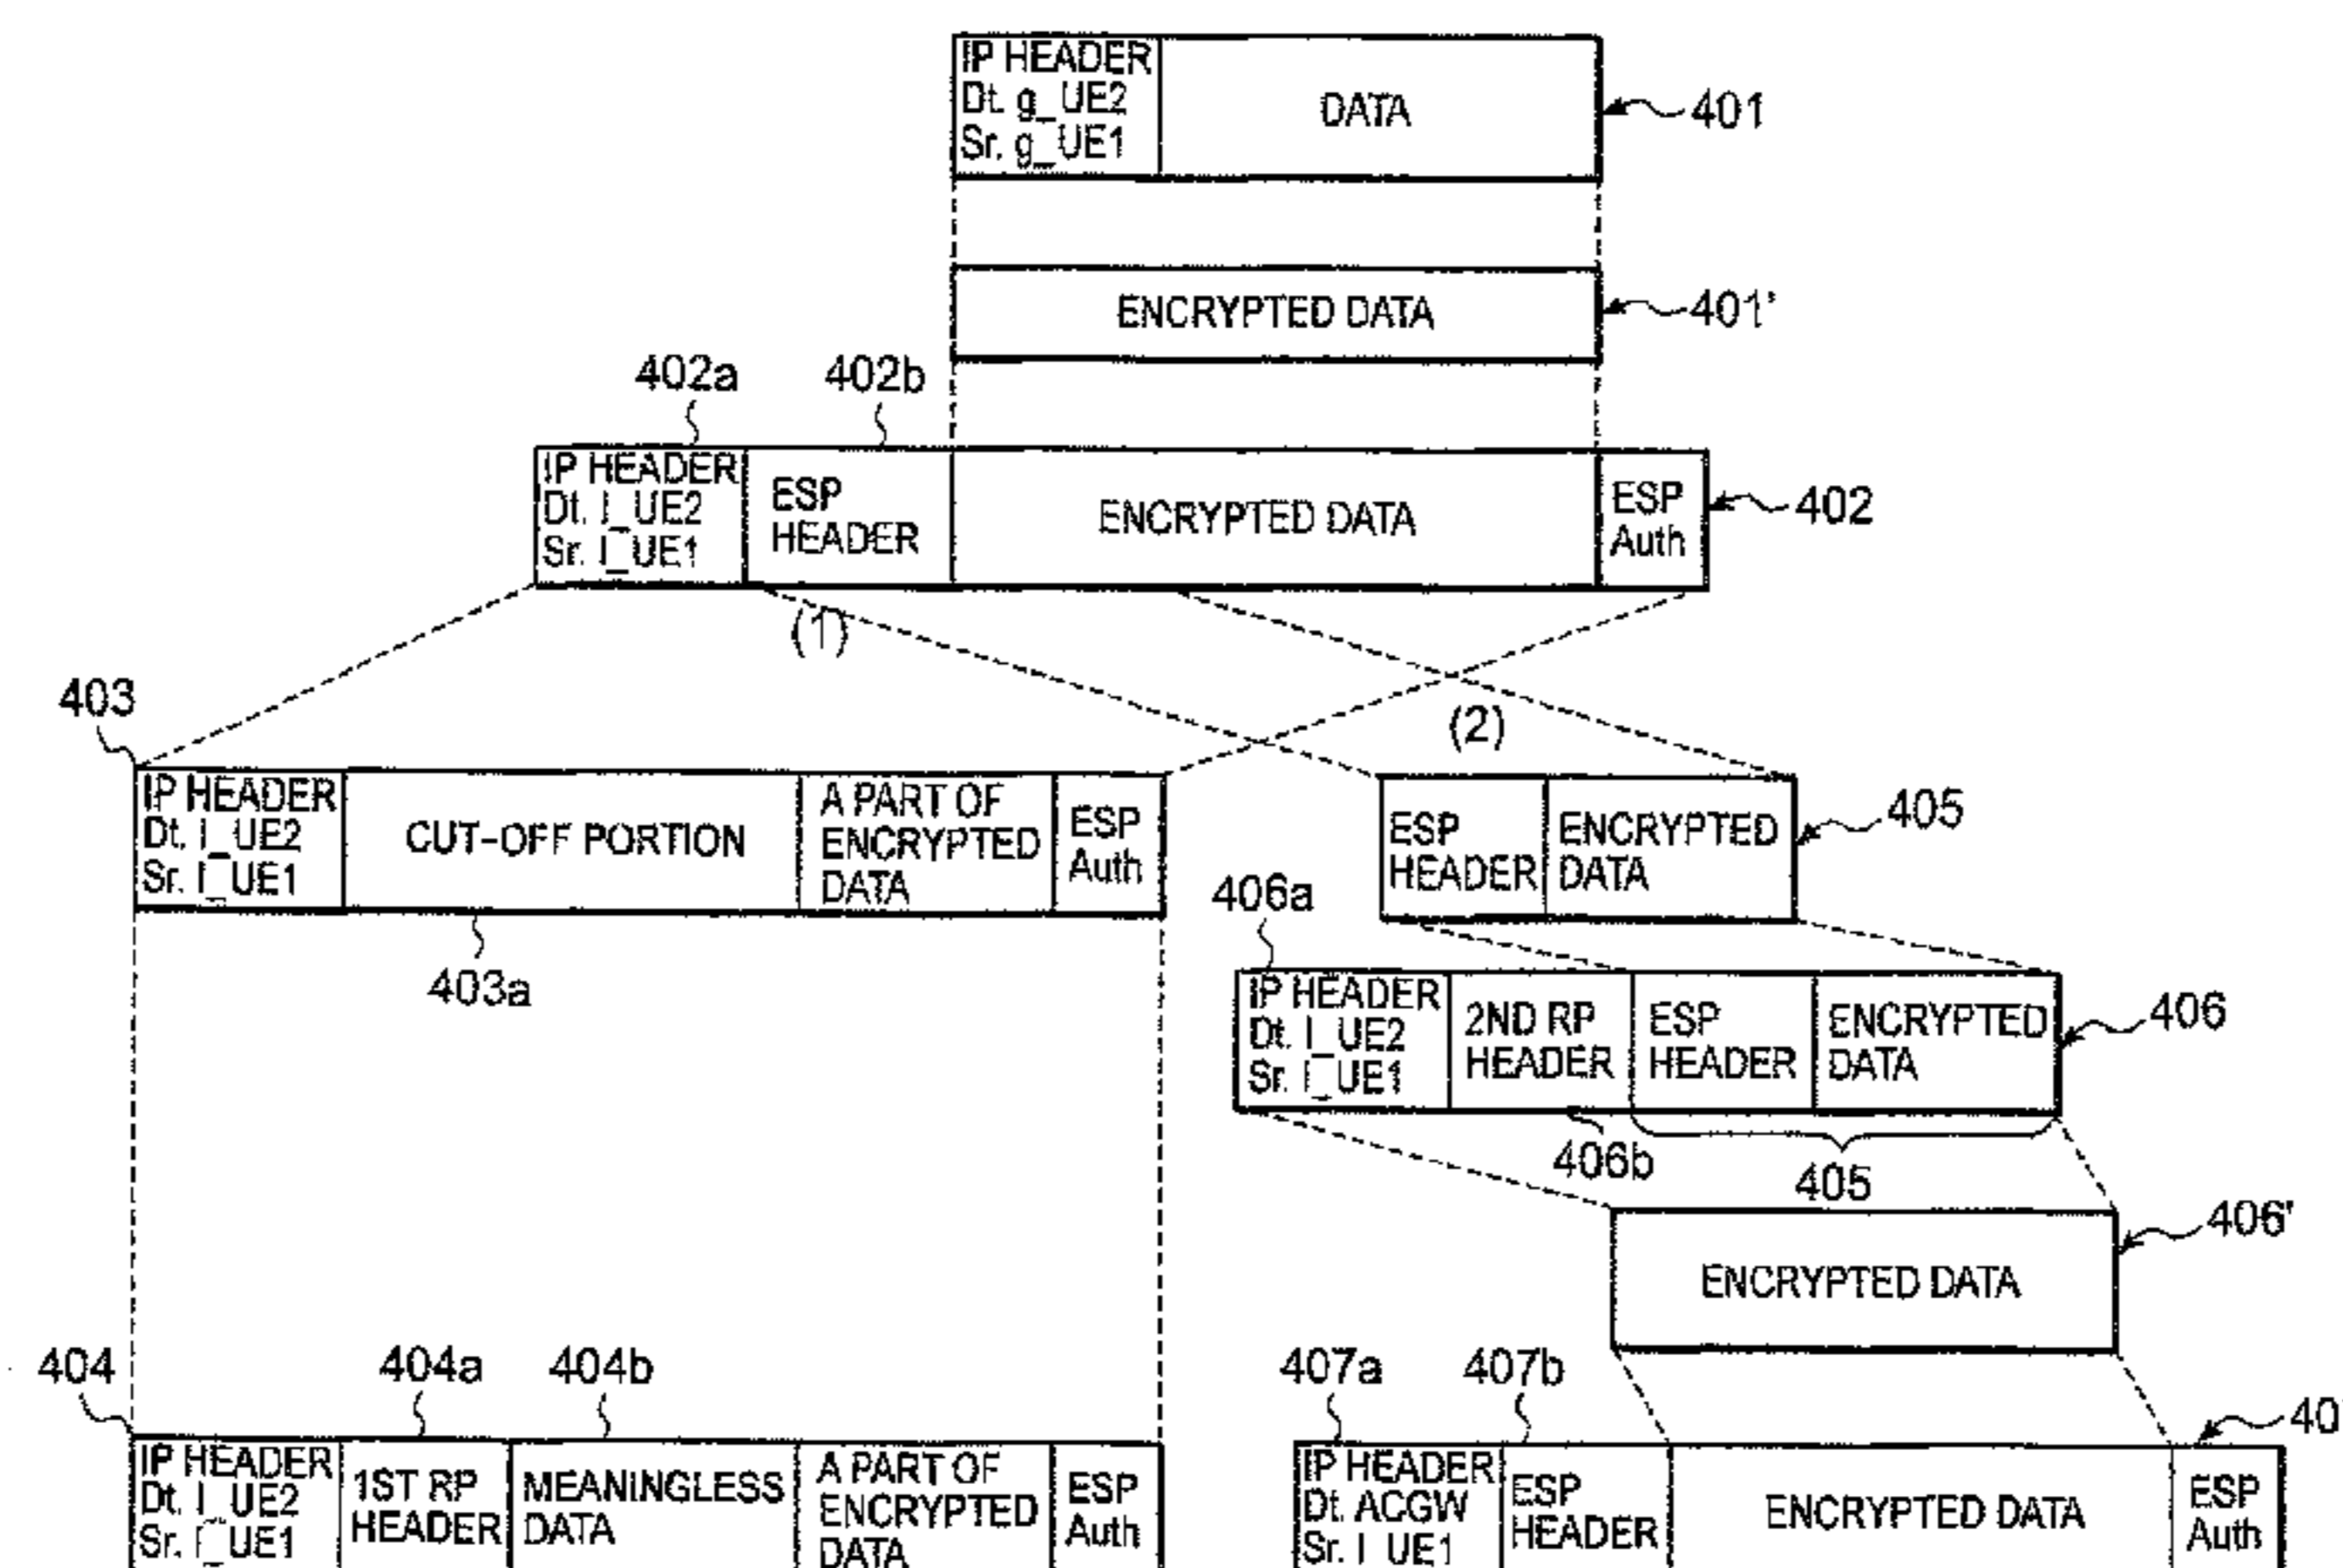 IP HEADER
Dt. g_UE2
Sr. g_UE1
DATA
401
ENCRYPTED DATA
401'
402a
402b
IP HEADER
Dt. l_UE2
Sr. l_UE1
ESP
HEADER
ENCRYPTED DATA
ESP
Auth
402
(1)
(2)
403
IP HEADER
Dt. l_UE2
Sr. l_UE1
CUT-OFF PORTION
A PART OF
ENCRYPTED
DATA
ESP
Auth
403a
ESP
HEADER
ENCRYPTED
DATA
405
406a
IP HEADER
Dt. l_UE2
Sr. l_UE1
2ND RP
HEADER
ESP
HEADER
ENCRYPTED
DATA
406
406b
405
406'
ENCRYPTED DATA
404
404a
404b
IP HEADER
Dt. l_UE2
Sr. l_UE1
1ST RP
HEADER
MEANINGLESS
DATA
A PART OF
ENCRYPTED
DATA
ESP
Auth
407a
407b
40
IP HEADER
Dt. ACGW
Sr. l_UE1
ESP
HEADER
ENCRYPTED DATA
ESP
Auth